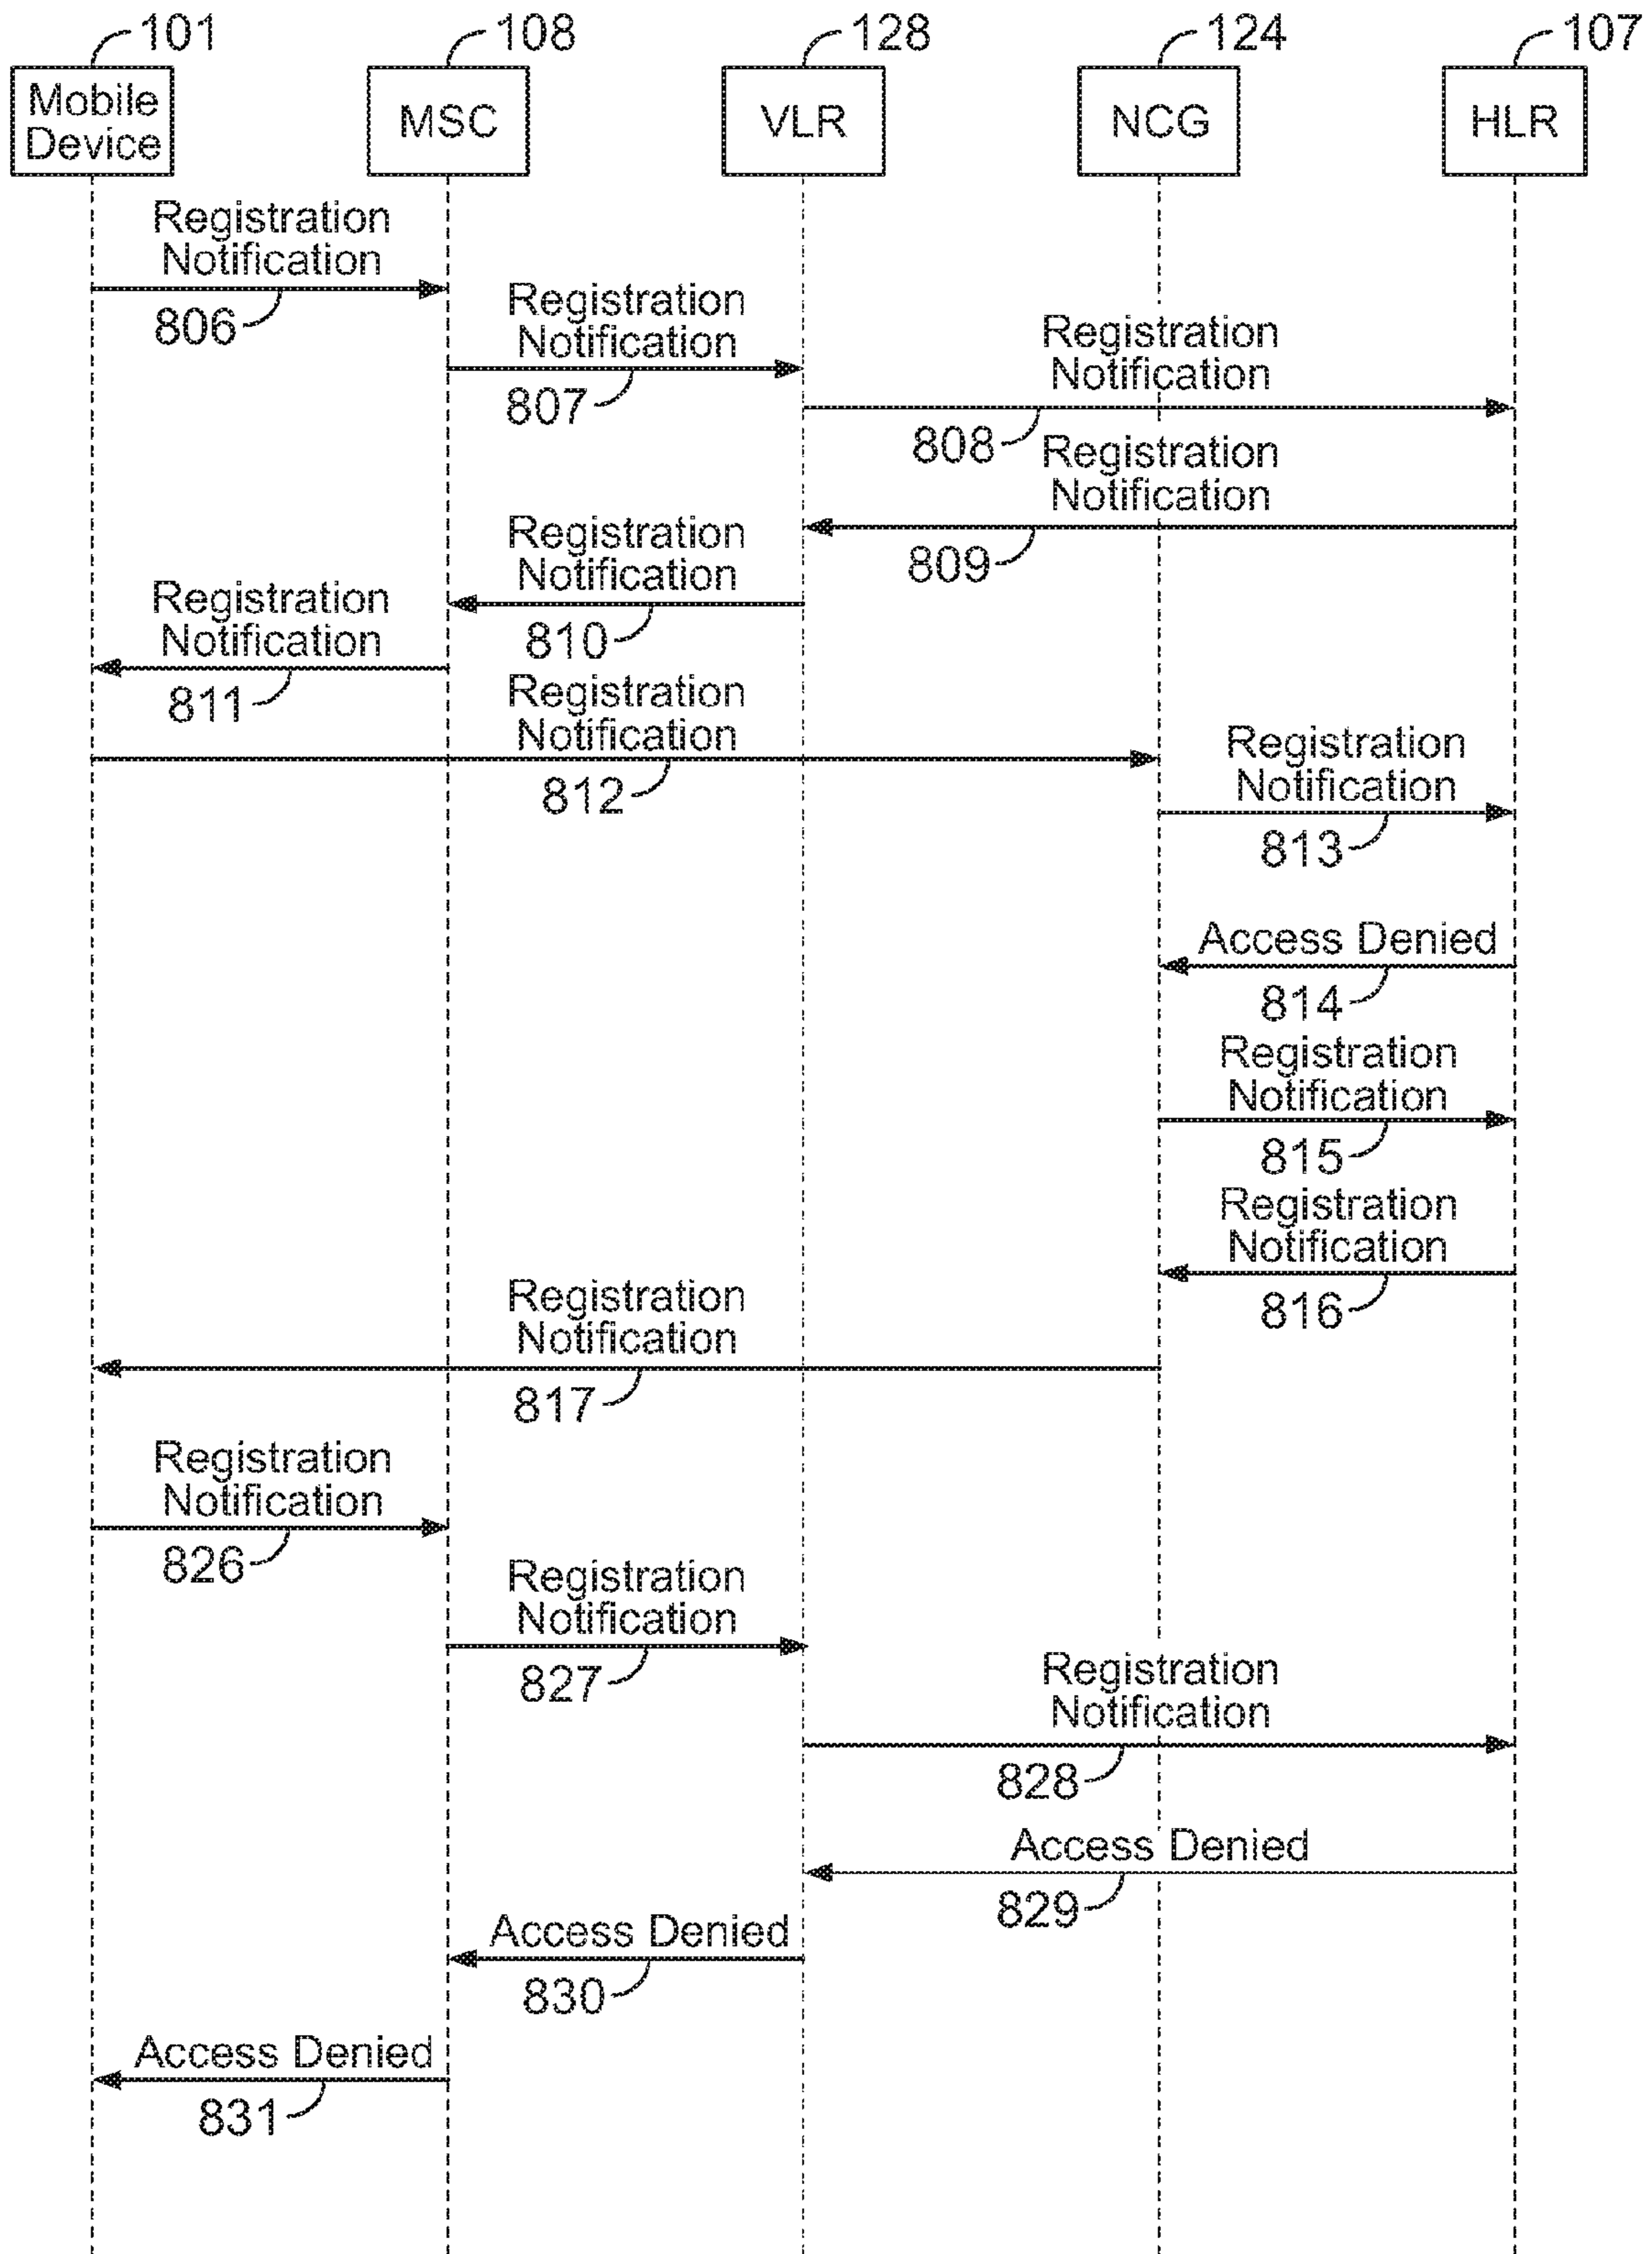 101
108
128
124
107
Mobile
Device
MSC
VLR
NCG
HLR
Registration
Notification
806
Registration
Notification
807
Registration
Notification
808
Registration
Notification
809
Registration
Notification
810
Registration
Notification
811
Registration
Notification
812
Registration
Notification
813
Access Denied
814
Registration
Notification
815
Registration
Notification
816
Registration
Notification
817
Registration
Notification
826
Registration
Notification
827
Registration
Notification
828
Access Denied
829
Access Denied
830
Access Denied
831